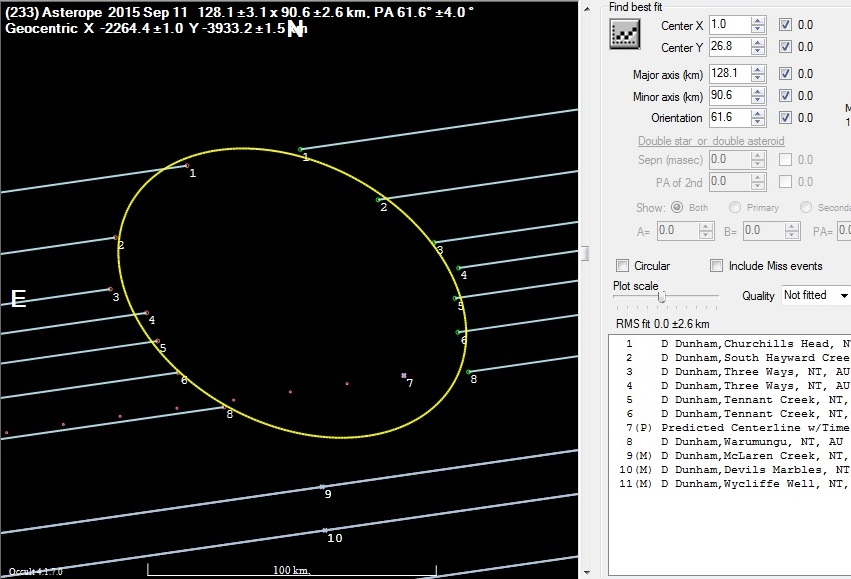 (233) Asterope 2015 Sep 11 128.1 ±3.1 x 90.6 ±2.6 km, PA 61.6° ±4.0 °
Geocentric X -2264.4 ±1.0 Y -3933.2 ±1.5
N
1
1
2
2
3
3
4
E
4
5
5
6
6
7
8
8
9
10
100 km.
Occult 4.1.7.0
Find best fit
Center X 1.0 0.0
Center Y 26.8 0.0
Major axis (km) 128.1 0.0
Minor axis (km) 90.6 0.0
Orientation 61.6 0.0
M
1
Double star or double asteroid
Sepn (masec) 0.0 0.0
PA of 2nd 0.0 0.0
Show: Both Primary
A= 0.0 B= 0.0 PA=
Circular Include Miss events
Plot scale
Quality Not fitted
RMS fit 0.0 ±2.6 km
1 D Dunham,Churchills Head,
2 D Dunham,South Hayward Cree
3 D Dunham,Three Ways, NT, AU
4 D Dunham,Three Ways, NT, AU
5 D Dunham,Tennant Creek, NT,
6 D Dunham,Tennant Creek, NT,
7(P) Predicted Centerline w/Time
8 D Dunham,Warumungu, NT, AU
9(M) D Dunham,McLaren Creek, NT,
10(M) D Dunham,Devils Marbles, NT
11(M) D Dunham,Wycliffe Well, NT,